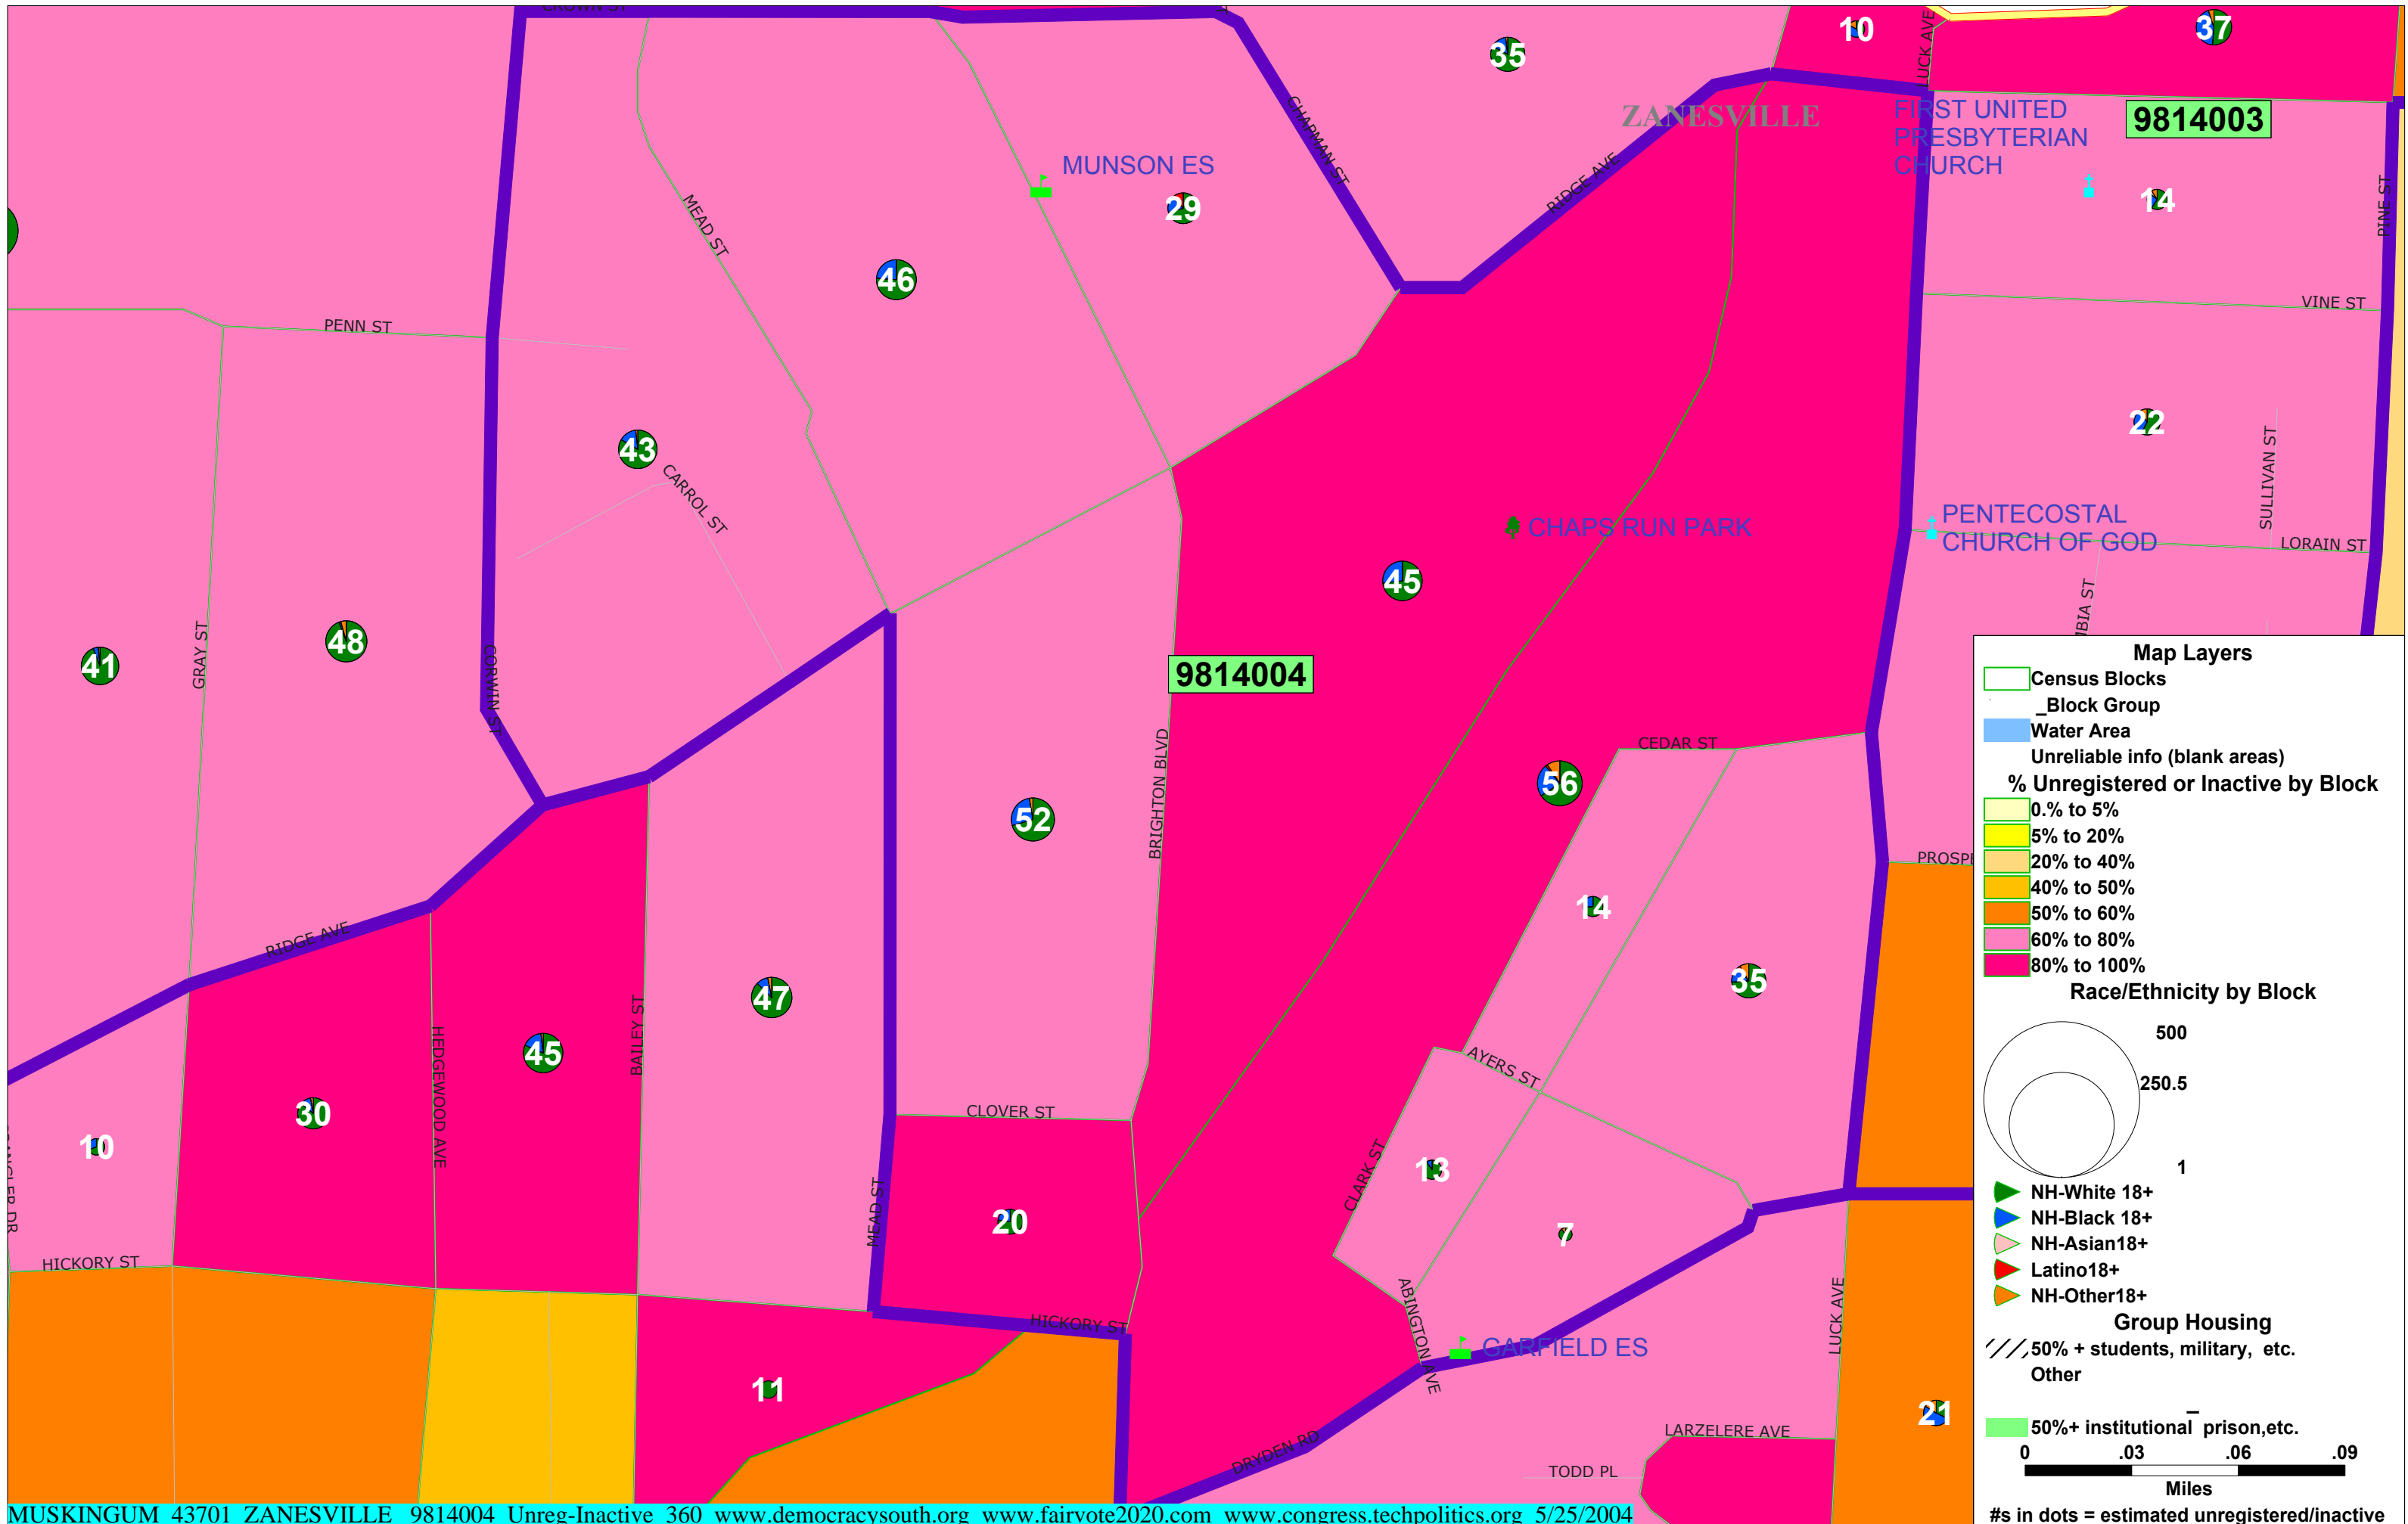 CROWN ST
35
10
LUCK AVE
37
ZANESVILLE
FIRST UNITED
PRESBYTERIAN
CHURCH
9814003
CHAPMAN ST
RIDGE AVE
MUNSON ES
29
14
PINE ST
MEAD ST
46
VINE ST
PENN ST
43
22
CARROL ST
SULLIVAN ST
CHAPS RUN PARK
PENTECOSTAL
CHURCH OF GOD
LORAIN ST
45
MBIA ST
48
41
GRAY ST
CORWIN ST
9814004
CEDAR ST
BRIGHTON BLVD
56
52
PROSPE
14
RIDGE AVE
35
47
BAILEY ST
HEDGEWOOD AVE
45
AYERS ST
30
CLOVER ST
10
CLARK ST
13
MEAD ST
20
7
HICKORY ST
ABINGTON AVE
LUCK AVE
HICKORY ST
GARFIELD ES
11
21
DRYDEN RD
LARZELERE AVE
TODD PL
Map Layers
Census Blocks
_Block Group
Water Area
Unreliable info (blank areas)
% Unregistered or Inactive by Block
0.% to 5%
5% to 20%
20% to 40%
40% to 50%
50% to 60%
60% to 80%
80% to 100%
Race/Ethnicity by Block
500
250.5
1
NH-White 18+
NH-Black 18+
NH-Asian18+
Latino18+
NH-Other18+
Group Housing
50% + students, military, etc.
Other
50%+ institutional_ prison,etc.
0 .03 .06 .09
Miles
#s in dots = estimated unregistered/inactive
MUSKINGUM 43701 ZANESVILLE 9814004 Unreg-Inactive 360 www.democracysouth.org www.fairvote2020.com www.congress.techpolitics.org 5/25/2004